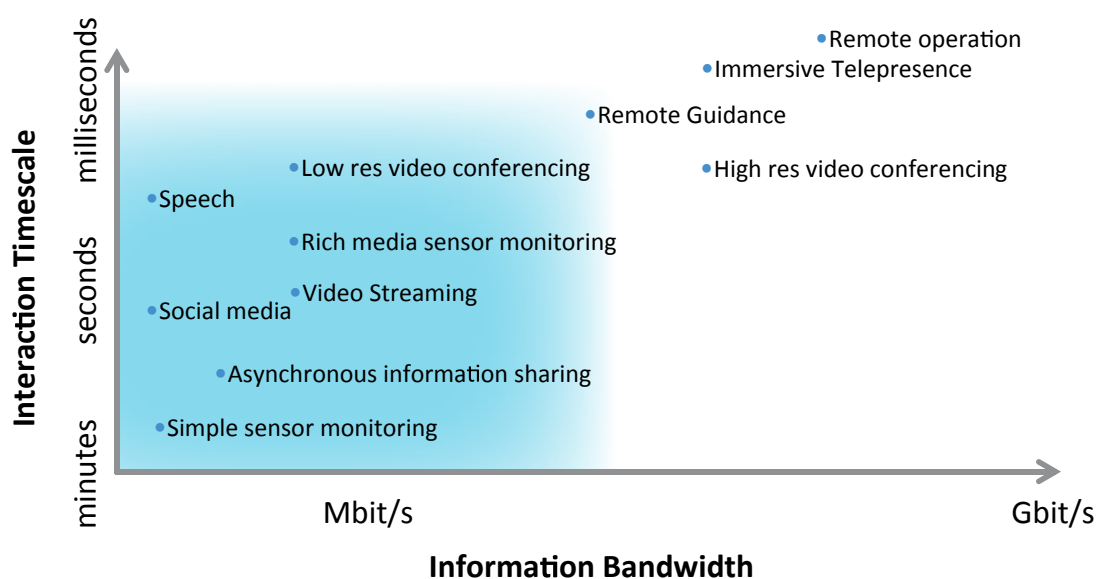 Interaction Timescale
milliseconds
seconds
minutes
Remote operation
Immersive Telepresence
Remote Guidance
Low res video conferencing
High res video conferencing
Speech
Rich media sensor monitoring
Video Streaming
Social media
Asynchronous information sharing
Simple sensor monitoring
Mbit/s
Gbit/s
Information Bandwidth